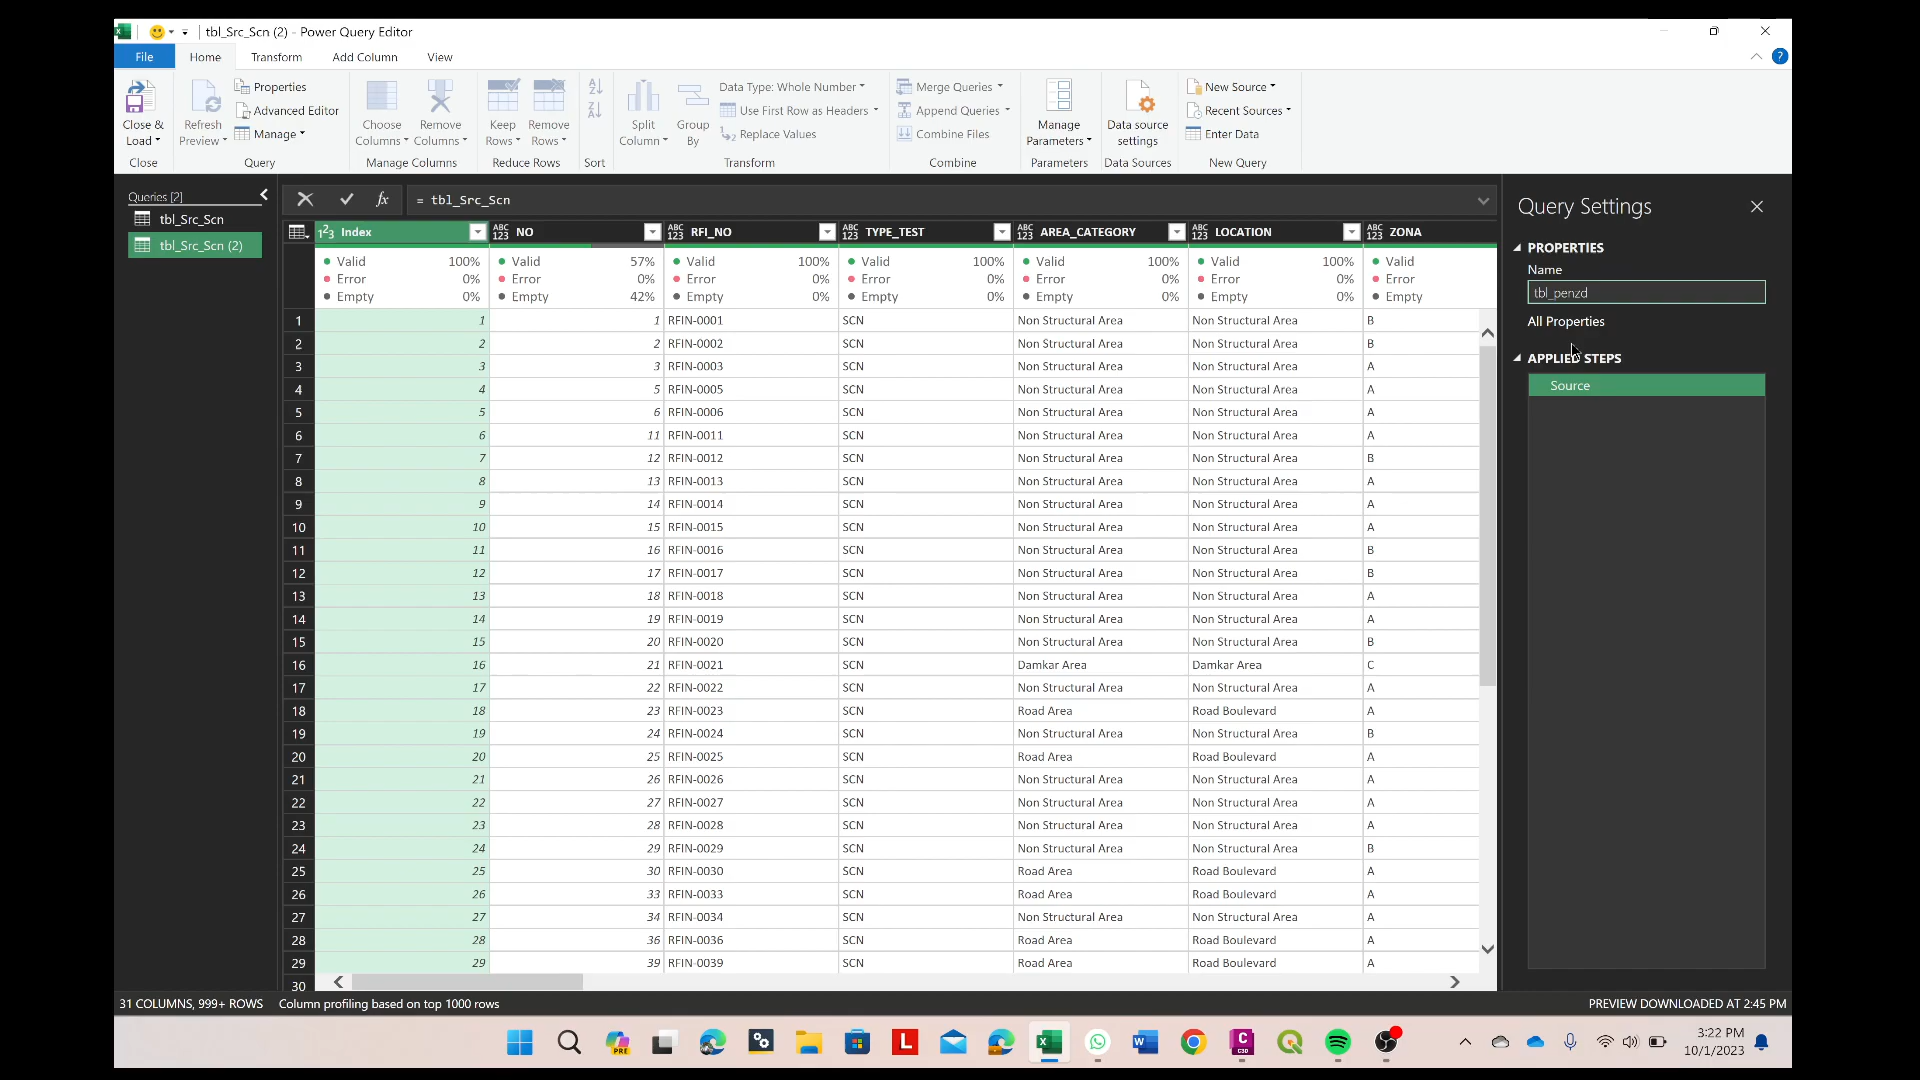 tbl_Src_Scn (2) - Power Query Editor
File Home Transform Add Column View
Close & Load
Close
Refresh Preview
Properties
Advanced Editor
Manage
Query
Choose Columns
Remove Columns
Manage Columns
Keep Rows
Remove Rows
Reduce Rows
Sort
Split Column
Group By
Data Type: Whole Number
Use First Row as Headers
Replace Values
Transform
Merge Queries
Append Queries
Combine Files
Combine
Manage Parameters
Parameters
Data source settings
Data Sources
New Source
Recent Sources
Enter Data
New Query
Queries [2]
tbl_Src_Scn
tbl_Src_Scn (2)
fx = tbl_Src_Scn
Index NO RFI_NO TYPE_TEST AREA_CATEGORY LOCATION ZONA
Valid 100% Valid 57% Valid 100% Valid 100% Valid 100% Valid 100% Valid
Error 0% Error 0% Error 0% Error 0% Error 0% Error 0% Error
Empty 0% Empty 42% Empty 0% Empty 0% Empty 0% Empty 0% Empty
1 1 1 RFIN-0001 SCN Non Structural Area Non Structural Area B
2 2 2 RFIN-0002 SCN Non Structural Area Non Structural Area B
3 3 3 RFIN-0003 SCN Non Structural Area Non Structural Area A
4 4 5 RFIN-0005 SCN Non Structural Area Non Structural Area A
5 5 6 RFIN-0006 SCN Non Structural Area Non Structural Area A
6 6 11 RFIN-0011 SCN Non Structural Area Non Structural Area A
7 7 12 RFIN-0012 SCN Non Structural Area Non Structural Area B
8 8 13 RFIN-0013 SCN Non Structural Area Non Structural Area A
9 9 14 RFIN-0014 SCN Non Structural Area Non Structural Area A
10 10 15 RFIN-0015 SCN Non Structural Area Non Structural Area A
11 11 16 RFIN-0016 SCN Non Structural Area Non Structural Area B
12 12 17 RFIN-0017 SCN Non Structural Area Non Structural Area B
13 13 18 RFIN-0018 SCN Non Structural Area Non Structural Area A
14 14 19 RFIN-0019 SCN Non Structural Area Non Structural Area A
15 15 20 RFIN-0020 SCN Non Structural Area Non Structural Area B
16 16 21 RFIN-0021 SCN Damkar Area Damkar Area C
17 17 22 RFIN-0022 SCN Non Structural Area Non Structural Area A
18 18 23 RFIN-0023 SCN Road Area Road Boulevard A
19 19 24 RFIN-0024 SCN Non Structural Area Non Structural Area B
20 20 25 RFIN-0025 SCN Road Area Road Boulevard A
21 21 26 RFIN-0026 SCN Non Structural Area Non Structural Area A
22 22 27 RFIN-0027 SCN Non Structural Area Non Structural Area A
23 23 28 RFIN-0028 SCN Non Structural Area Non Structural Area A
24 24 29 RFIN-0029 SCN Non Structural Area Non Structural Area B
25 25 30 RFIN-0030 SCN Road Area Road Boulevard A
26 26 33 RFIN-0033 SCN Road Area Road Boulevard A
27 27 34 RFIN-0034 SCN Non Structural Area Non Structural Area A
28 28 36 RFIN-0036 SCN Road Area Road Boulevard A
29 29 39 RFIN-0039 SCN Road Area Road Boulevard A
30
Query Settings
PROPERTIES
Name
tbl_penzd
All Properties
APPLIED STEPS
Source
31 COLUMNS, 999+ ROWS Column profiling based on top 1000 rows
PREVIEW DOWNLOADED AT 2:45 PM
3:22 PM
10/1/2023